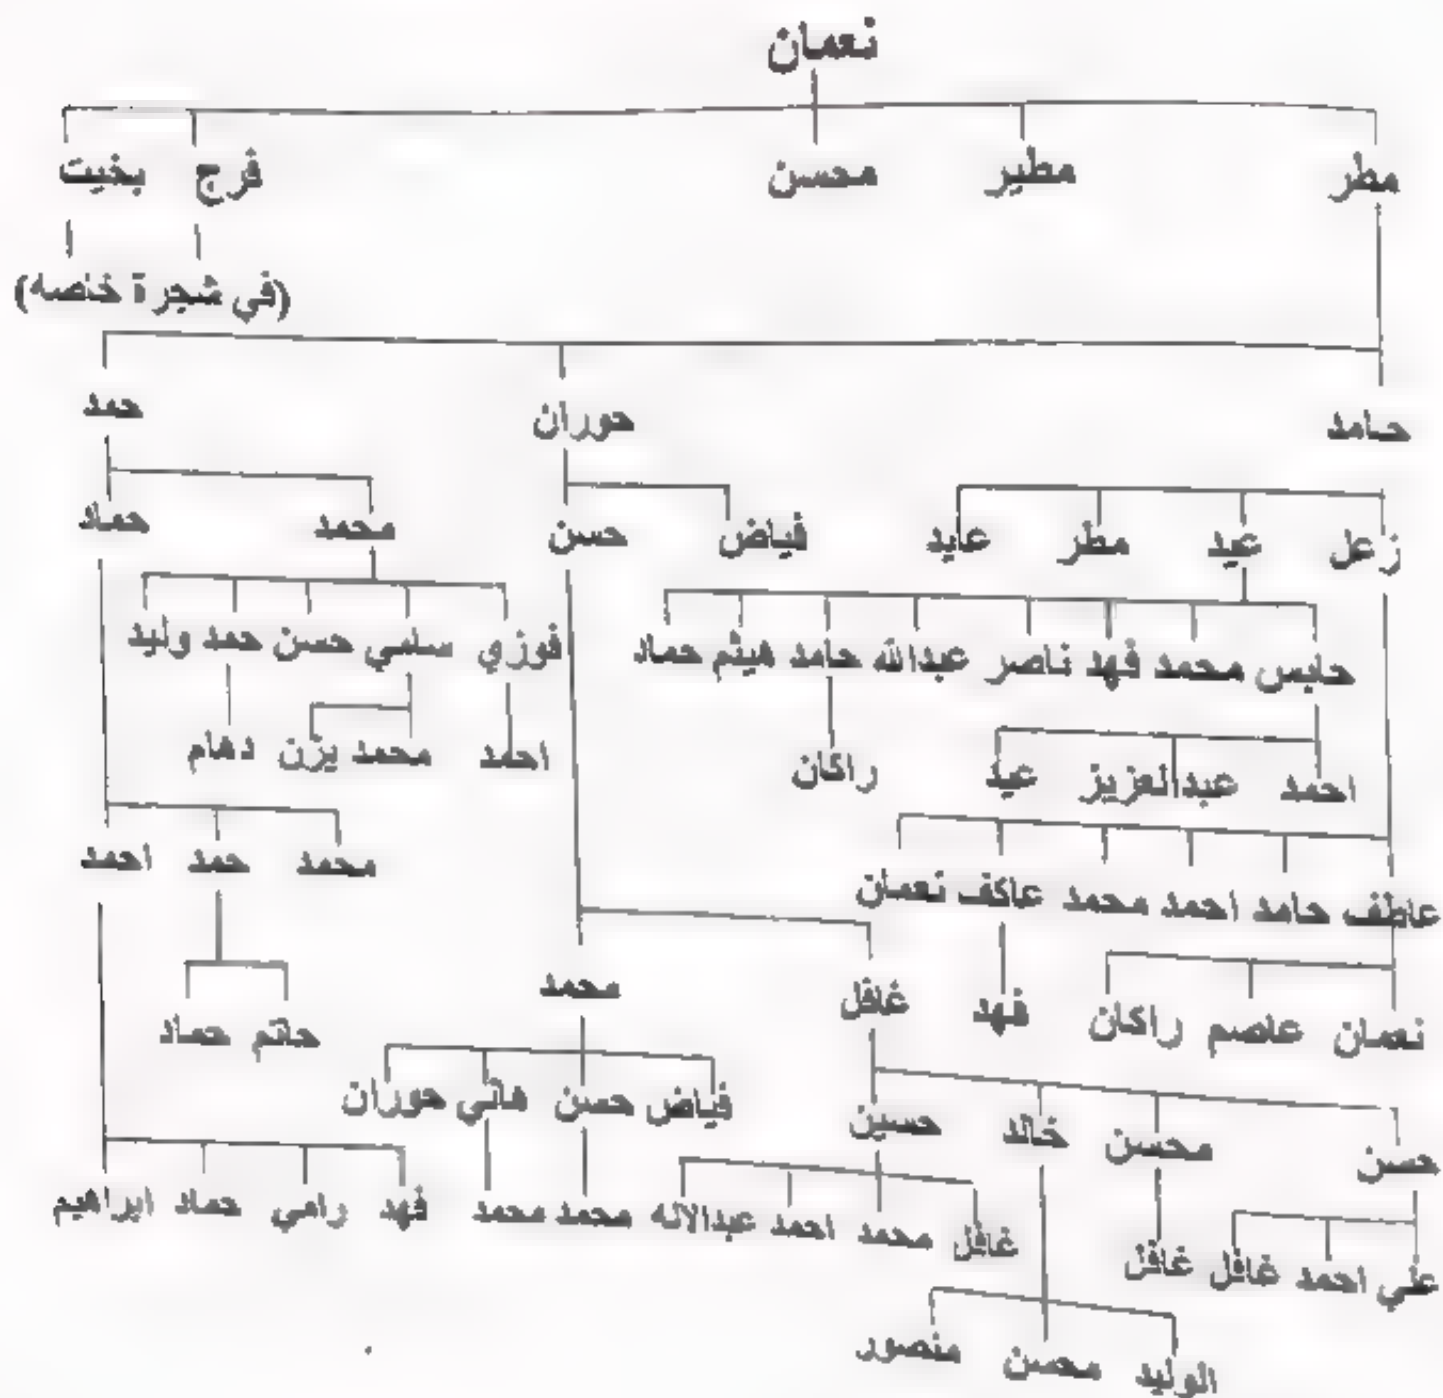 نعمان
مطر مطير محسن فرج بخيت
(في شجرة خاصه)
حامد حوران حمد
زعل عيد مطر عايد فياض حسن محمد حماد
حابس محمد فهد ناصر عبدالله حامد هيثم حماد فوزي سامي حسن حمد وليد
احمد عبدالعزيز عيد راكان احمد محمد يزن دهام
عاطف حامد احمد محمد عاكف نعمان محمد حمد احمد
نعمان عاصم راكان فهد غافل محمد حاتم حماد
حسن محسن خالد حسين فياض حسن هاني حوران
علي احمد غافل غافل غافل محمد احمد عبدالاله محمد محمد فهد رامي حماد ابراهيم
الوليد محسن منصور